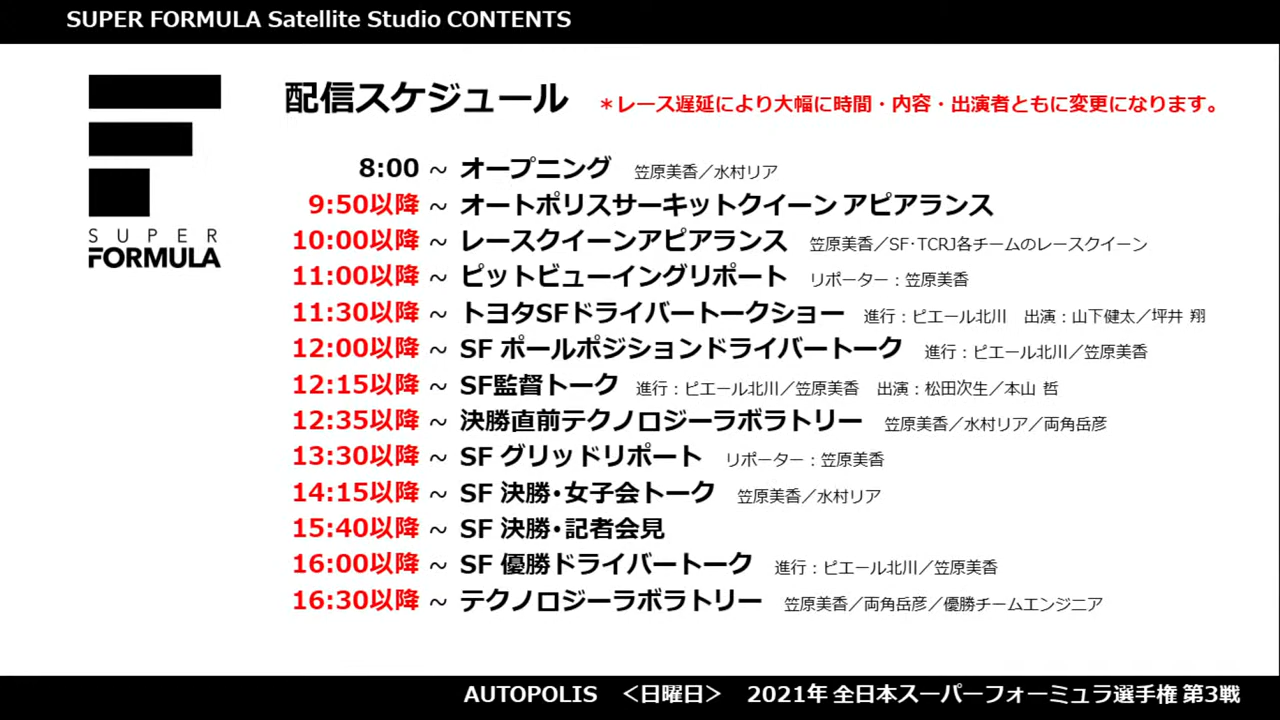 SUPER FORMULA Satellite Studio CONTENTS
配信スケジュール ＊レース遅延により大幅に時間・内容・出演者ともに変更になります。
SUPER
FORMULA
8:00 ～ オープニング 笠原美香／水村リア
9:50以降 ～ オートポリスサーキットクイーン アピアランス
10:00以降 ～ レースクイーンアピアランス 笠原美香／SF･TCRJ各チームのレースクイーン
11:00以降 ～ ピットビューイングリポート リポーター：笠原美香
11:30以降 ～ トヨタSFドライバートークショー 進行：ピエール北川 出演：山下健太／坪井 翔
12:00以降 ～ SF ポールポジションドライバートーク 進行：ピエール北川／笠原美香
12:15以降 ～ SF監督トーク 進行：ピエール北川／笠原美香 出演：松田次生／本山 哲
12:35以降 ～ 決勝直前テクノロジーラボラトリー 笠原美香／水村リア／両角岳彦
13:30以降 ～ SF グリッドリポート リポーター：笠原美香
14:15以降 ～ SF 決勝･女子会トーク 笠原美香／水村リア
15:40以降 ～ SF 決勝･記者会見
16:00以降 ～ SF 優勝ドライバートーク 進行：ピエール北川／笠原美香
16:30以降 ～ テクノロジーラボラトリー 笠原美香／両角岳彦／優勝チームエンジニア
AUTOPOLIS ＜日曜日＞ 2021年 全日本スーパーフォーミュラ選手権 第3戦